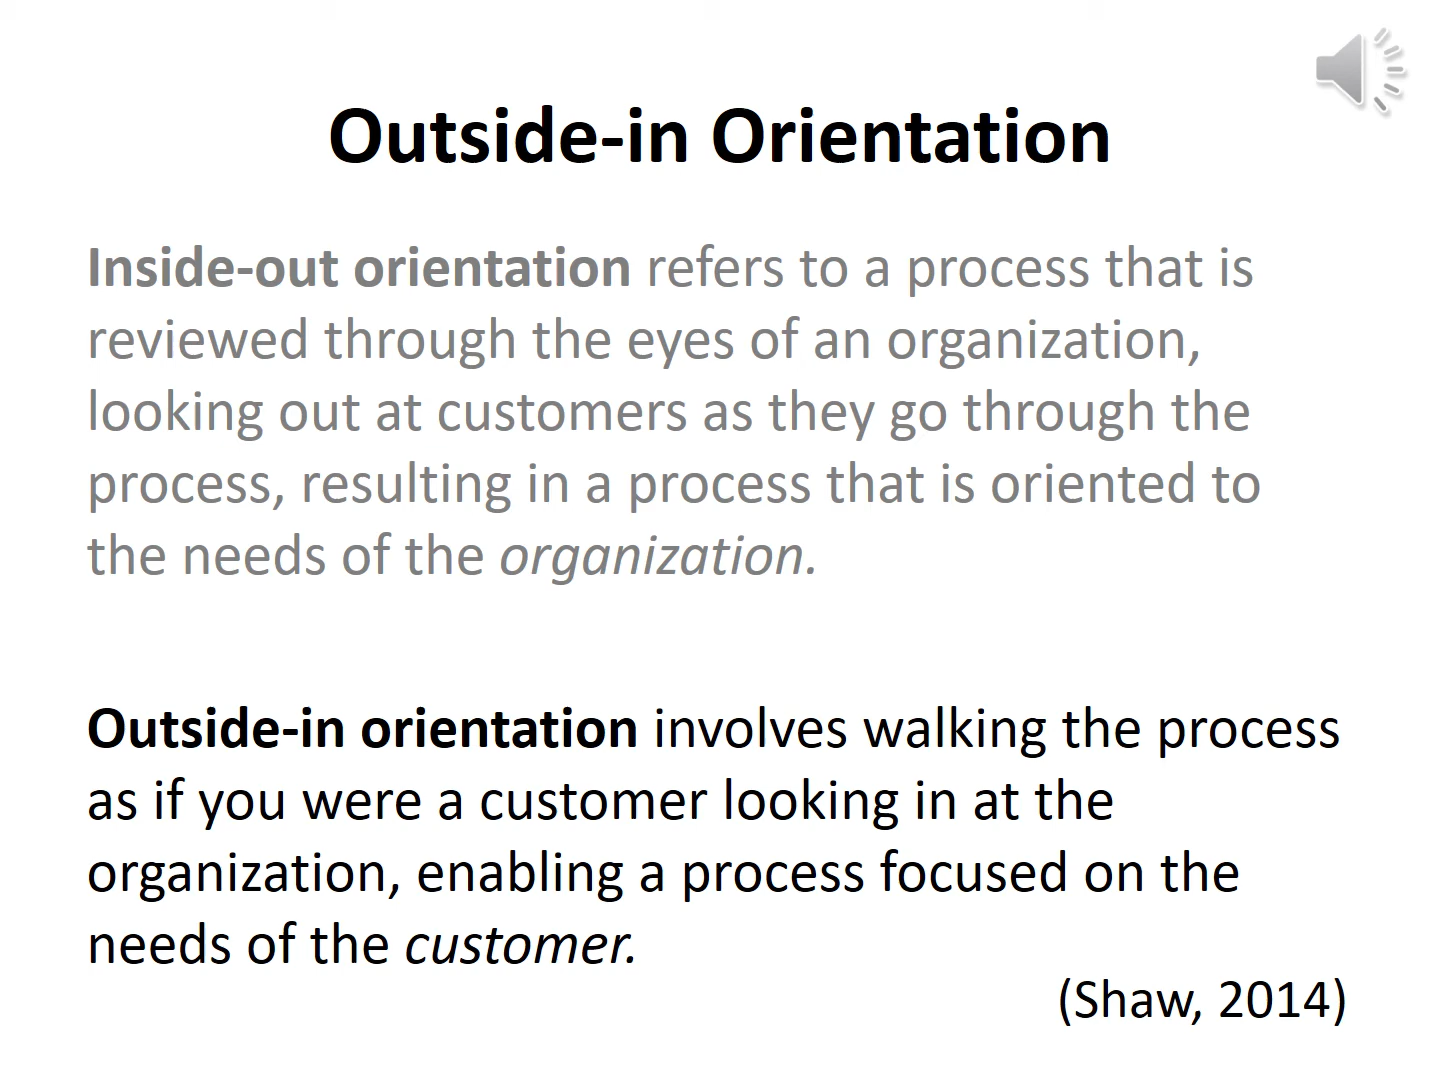 Outside-in Orientation
Inside-out orientation refers to a process that is
reviewed through the eyes of an organization,
looking out at customers as they go through the
process, resulting in a process that is oriented to
the needs of the organization.
Outside-in orientation involves walking the process
as if you were a customer looking in at the
organization, enabling a process focused on the
needs of the customer.
(Shaw, 2014)